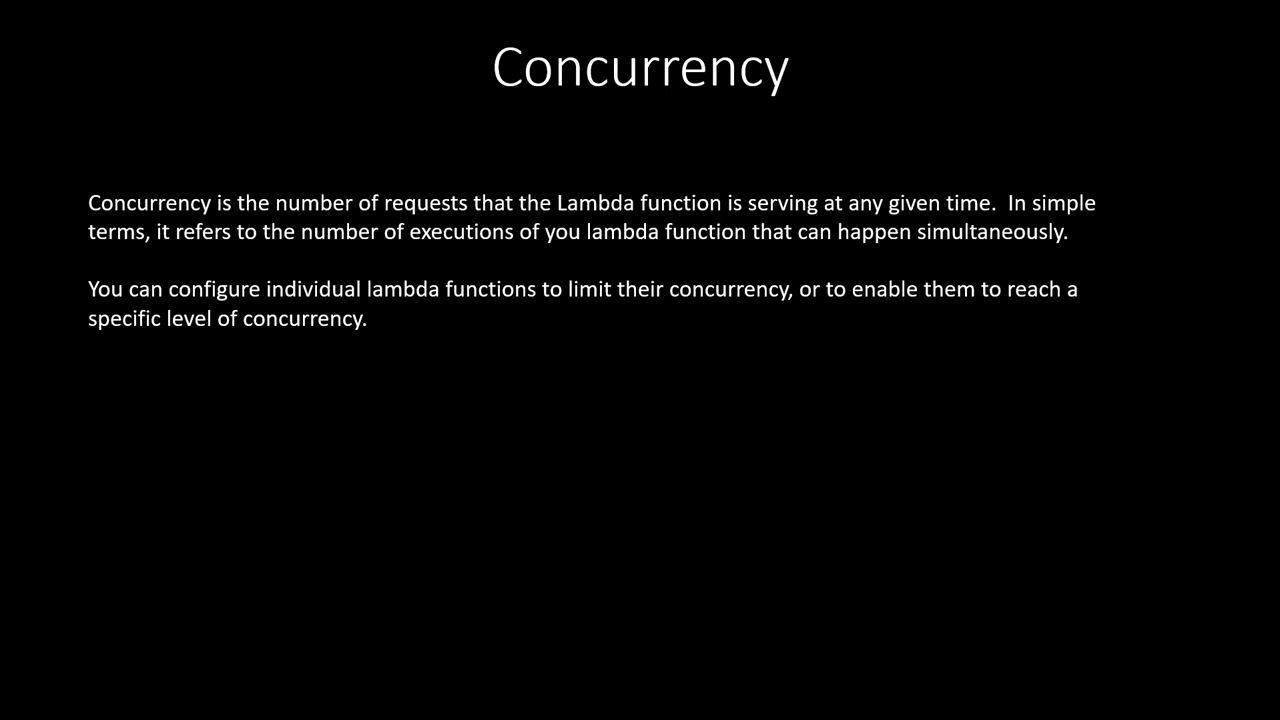 Concurrency
Concurrency is the number of requests that the Lambda function is serving at any given time.  In simple
terms, it refers to the number of executions of you lambda function that can happen simultaneously.
You can configure individual lambda functions to limit their concurrency, or to enable them to reach a
specific level of concurrency.